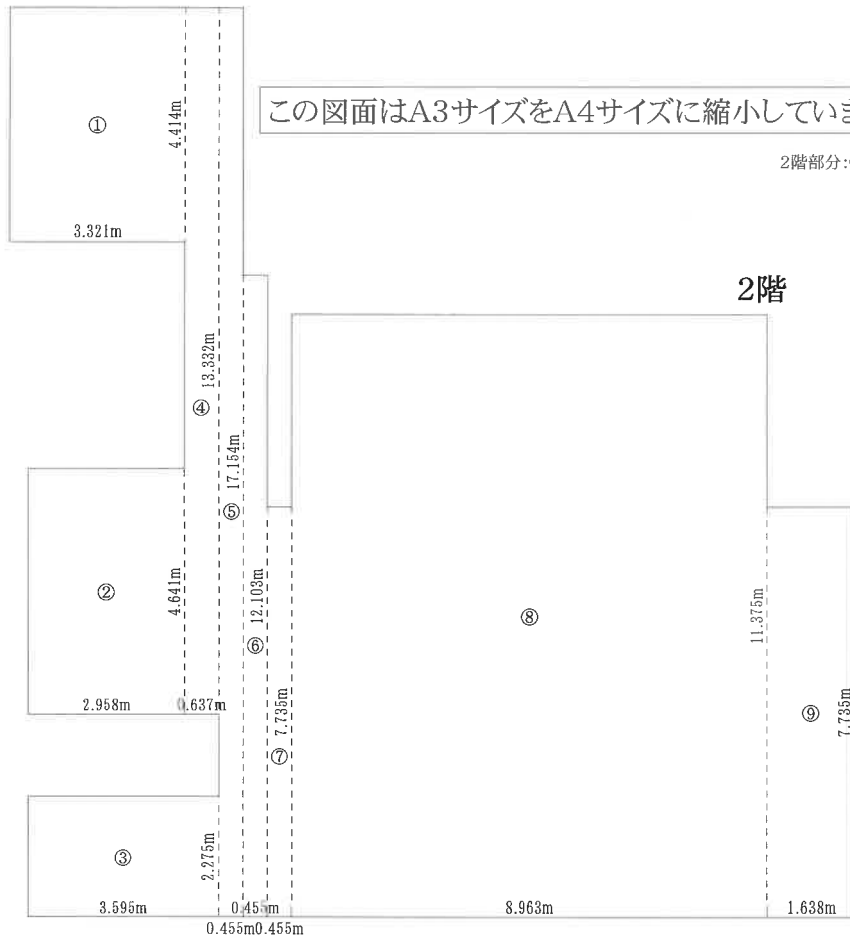 ①
4.414m
この図面はA3サイズをA4サイズに縮小していま
2階部分:
3.321m
2階
13.332m
④
17.154m
⑤
②
4.641m
12.103m
⑥
⑧
11.375m
2.958m
0.637m
7.735m
⑦
⑨
7.735m
③
2.275m
3.595m
0.455m
8.963m
1.638m
0.455m0.455m